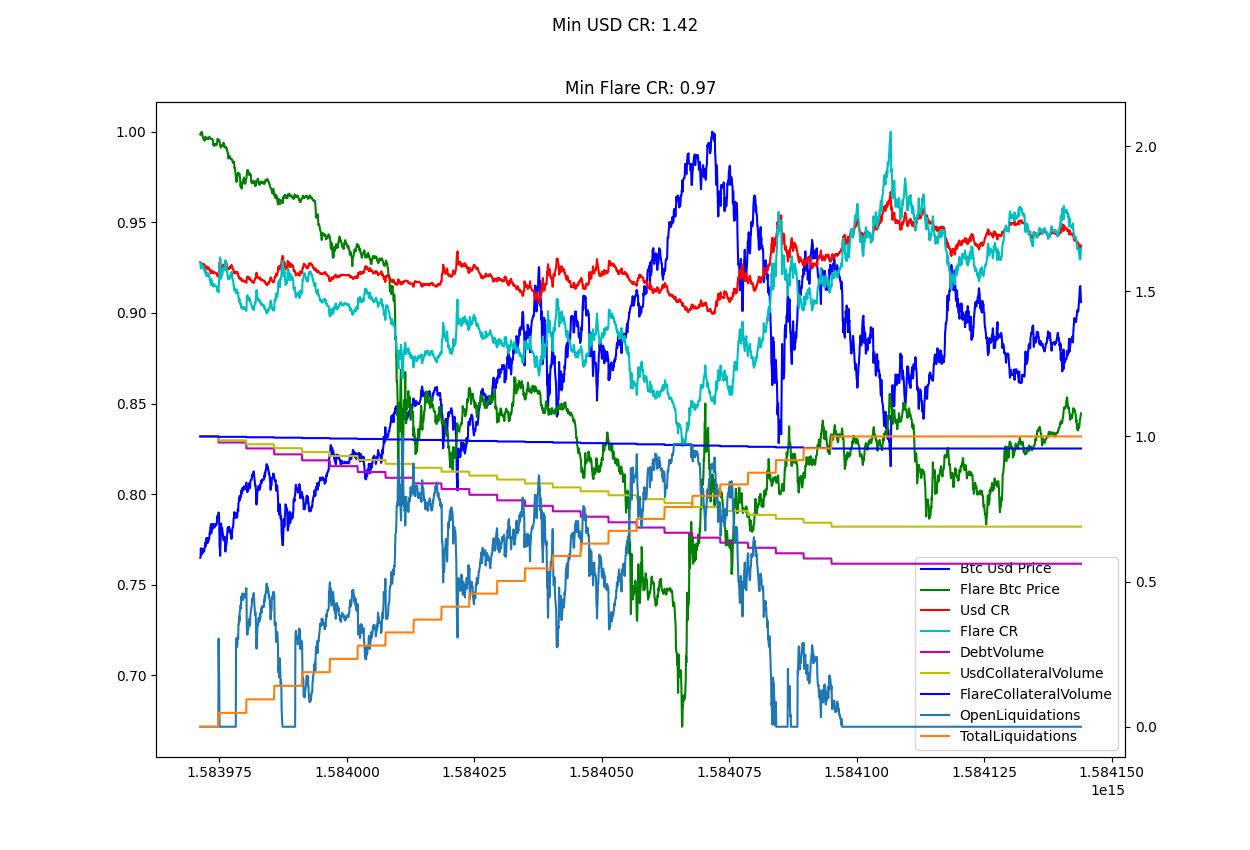 Min USD CR: 1.42
Min Flare CR: 0.97
1.00
0.95
0.90
0.85
0.80
0.75
0.70
2.0
1.5
1.0
0.5
0.0
Btc Usd Price
Flare Btc Price
Usd CR
Flare CR
DebtVolume
UsdCollateralVolume
FlareCollateralVolume
OpenLiquidations
TotalLiquidations
1.583975 1.584000 1.584025 1.584050 1.584075 1.584100 1.584125 1.584150
1e15